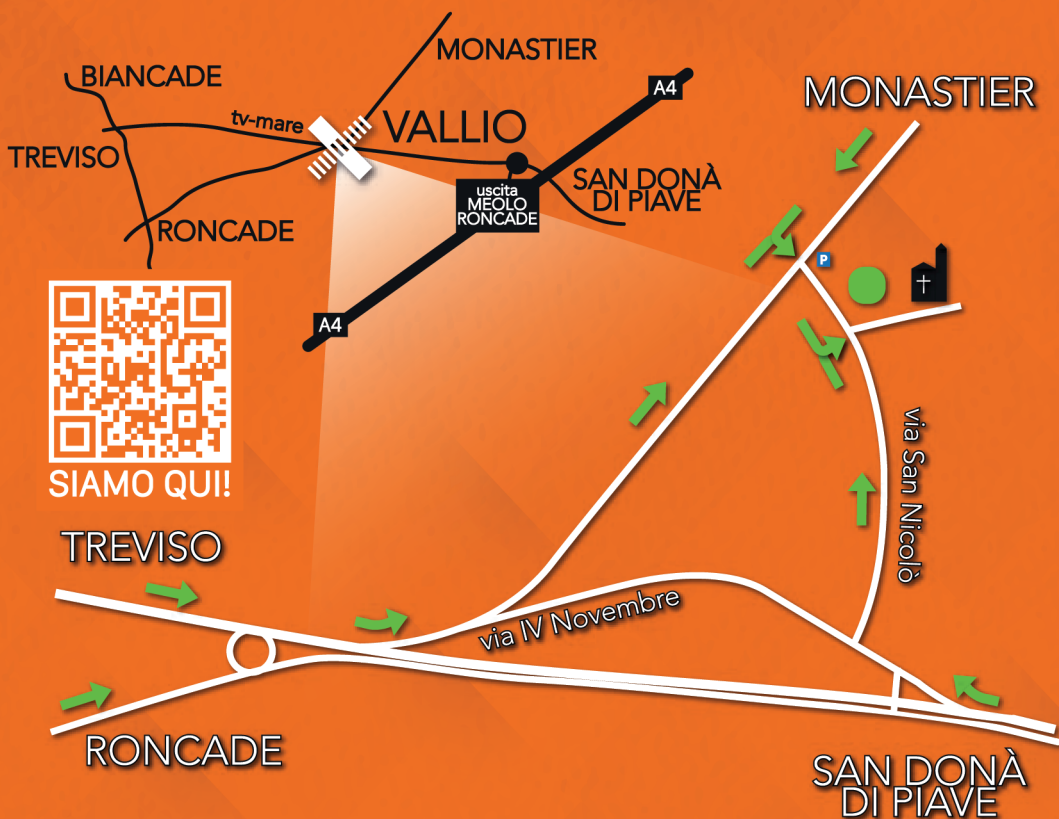 MONASTIER
BIANCADE
A4
MONASTIER
tv-mare
VALLIO
TREVISO
uscita
MEOLO
RONCADE
SAN DONÀ
DI PIAVE
RONCADE
P
A4
SIAMO QUI!
via San Nicolò
TREVISO
via IV Novembre
RONCADE
SAN DONÀ
DI PIAVE